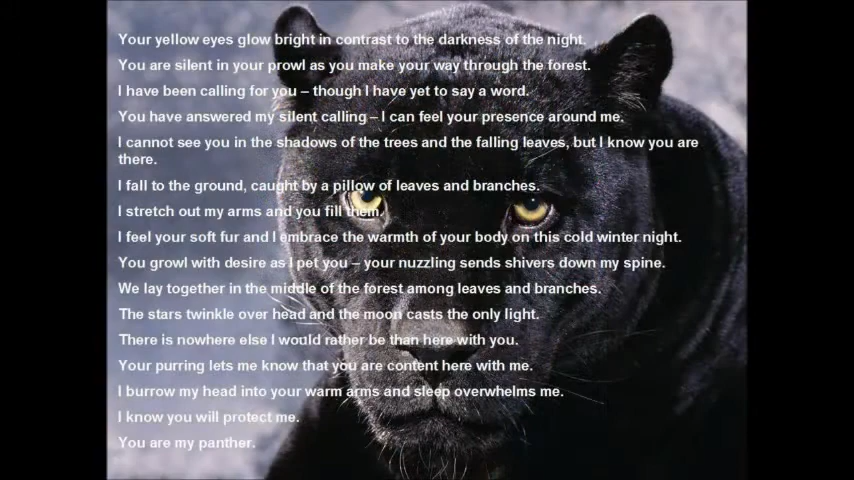 Your yellow eyes glow bright in contrast to the darkness of the night.
You are silent in your prowl as you make your way through the forest.
I have been calling for you – though I have yet to say a word.
You have answered my silent calling – I can feel your presence around me.
I cannot see you in the shadows of the trees and the falling leaves, but I know you are
there.
I fall to the ground, caught by a pillow of leaves and branches.
I stretch out my arms and you fill them.
I feel your soft fur and I embrace the warmth of your body on this cold winter night.
You growl with desire as I pet you – your nuzzling sends shivers down my spine.
We lay together in the middle of the forest among leaves and branches.
The stars twinkle over head and the moon casts the only light.
There is nowhere else I would rather be than here with you.
Your purring lets me know that you are content here with me.
I burrow my head into your warm arms and sleep overwhelms me.
I know you will protect me.
You are my panther.